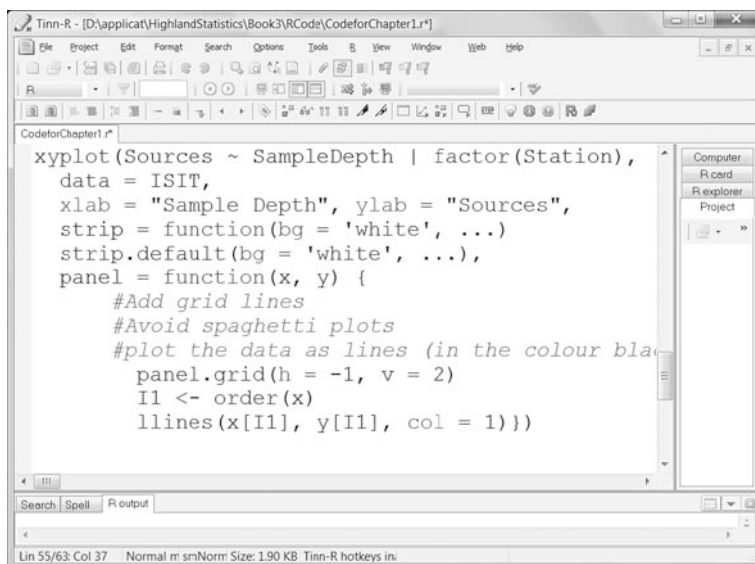 Tinn-R - [D:\applicat\HighlandStatistics\Book3\RCode\CodeforChapter1.r*]
File Project Edit Format Search Options Tools R View Window Web Help
R
CodeforChapter1.r*
xyplot(Sources ~ SampleDepth | factor(Station),
data = ISIT,
xlab = "Sample Depth", ylab = "Sources",
strip = function(bg = 'white', ...)
strip.default(bg = 'white', ...),
panel = function(x, y) {
#Add grid lines
#Avoid spaghetti plots
#plot the data as lines (in the colour blac
panel.grid(h = -1, v = 2)
I1 <- order(x)
llines(x[I1], y[I1], col = 1)})
Computer
R card
R explorer
Project
Search Spell R output
Lin 55/63: Col 37 Normal m smNorm Size: 1.90 KB Tinn-R hotkeys in